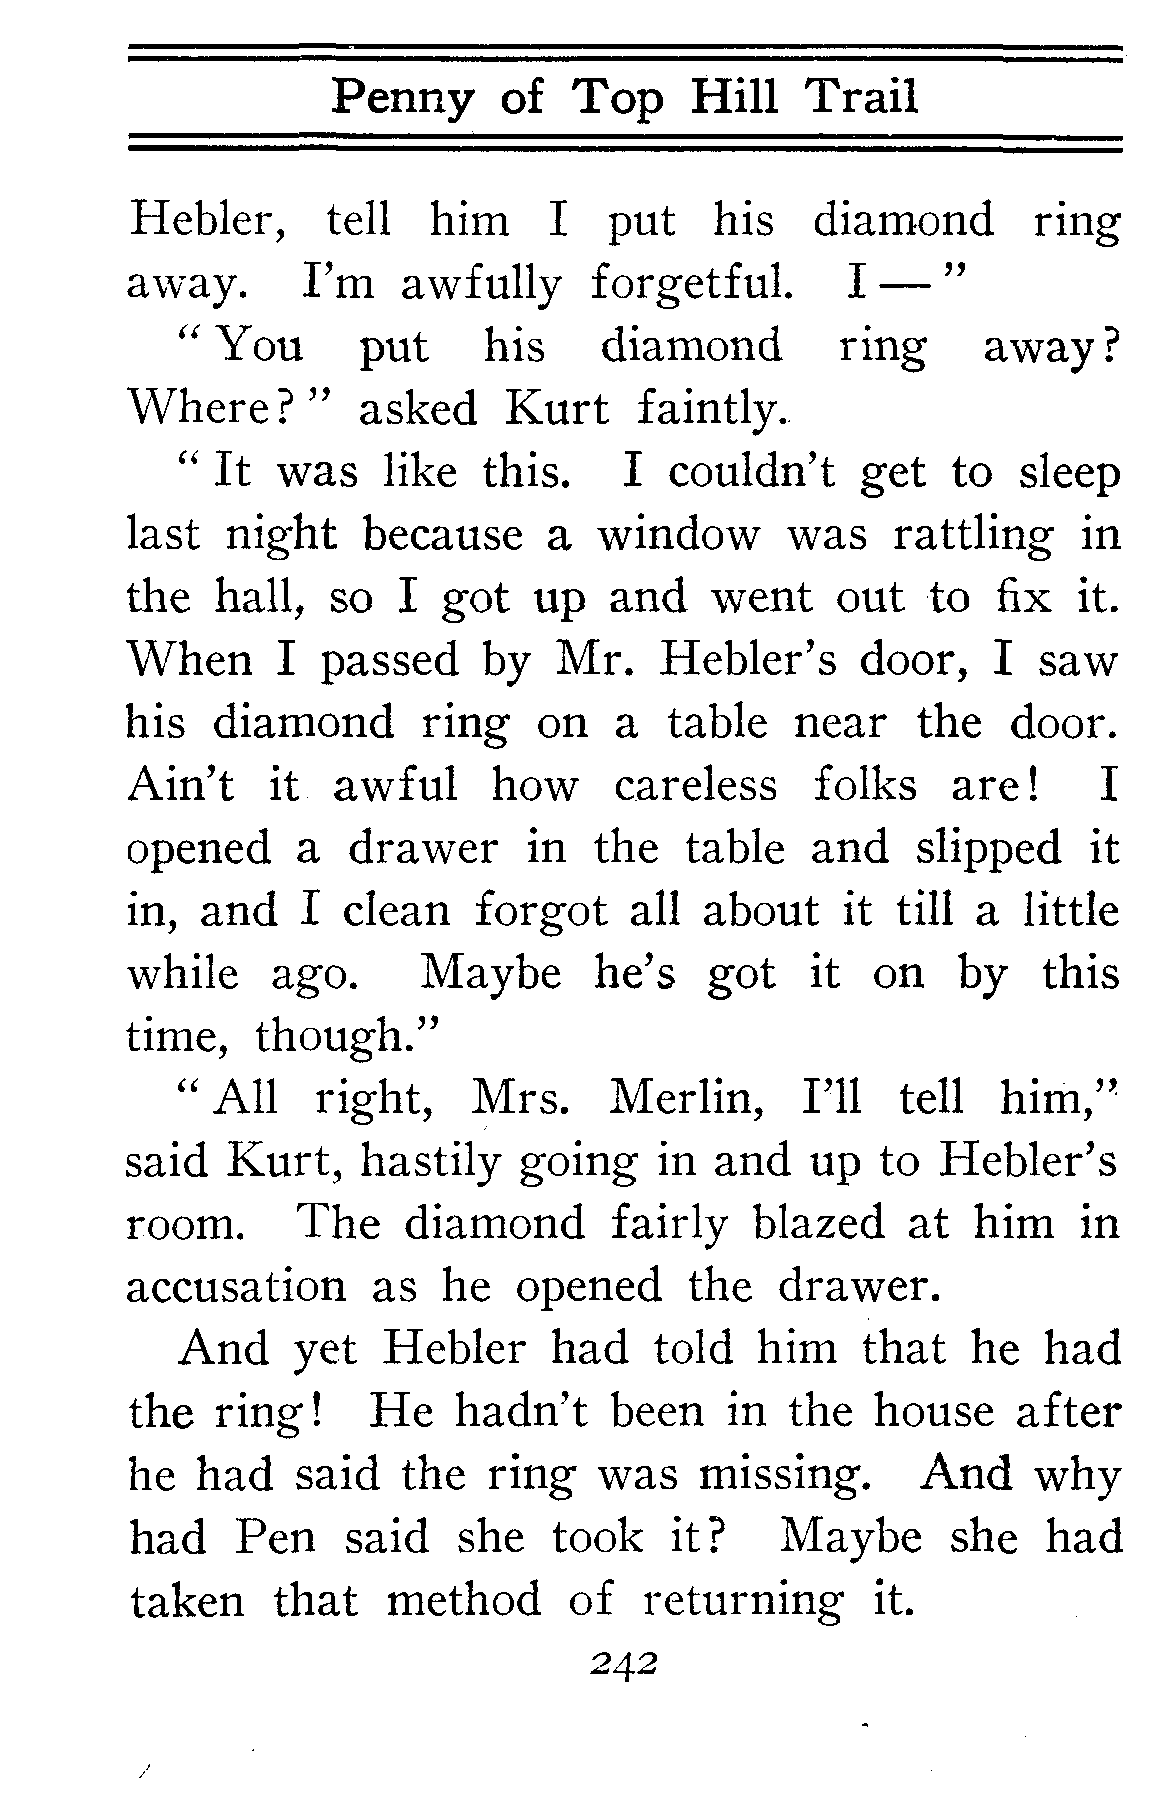 Penny of Top Hill Trail
Hebler, tell him I put his diamond ring
away. I'm awfully forgetful. I — "
" You put his diamond ring away?
Where? " asked Kurt faintly.
" It was like this. I couldn't get to sleep
last night because a window was rattling in
the hall, so I got up and went out to fix it.
When I passed by Mr. Hebler's door, I saw
his diamond ring on a table near the door.
Ain't it awful how careless folks are! I
opened a drawer in the table and slipped it
in, and I clean forgot all about it till a little
while ago. Maybe he's got it on by this
time, though."
" All right, Mrs. Merlin, I'll tell him,"
said Kurt, hastily going in and up to Hebler's
room. The diamond fairly blazed at him in
accusation as he opened the drawer.
And yet Hebler had told him that he had
the ring! He hadn't been in the house after
he had said the ring was missing. And why
had Pen said she took it? Maybe she had
taken that method of returning it.
242